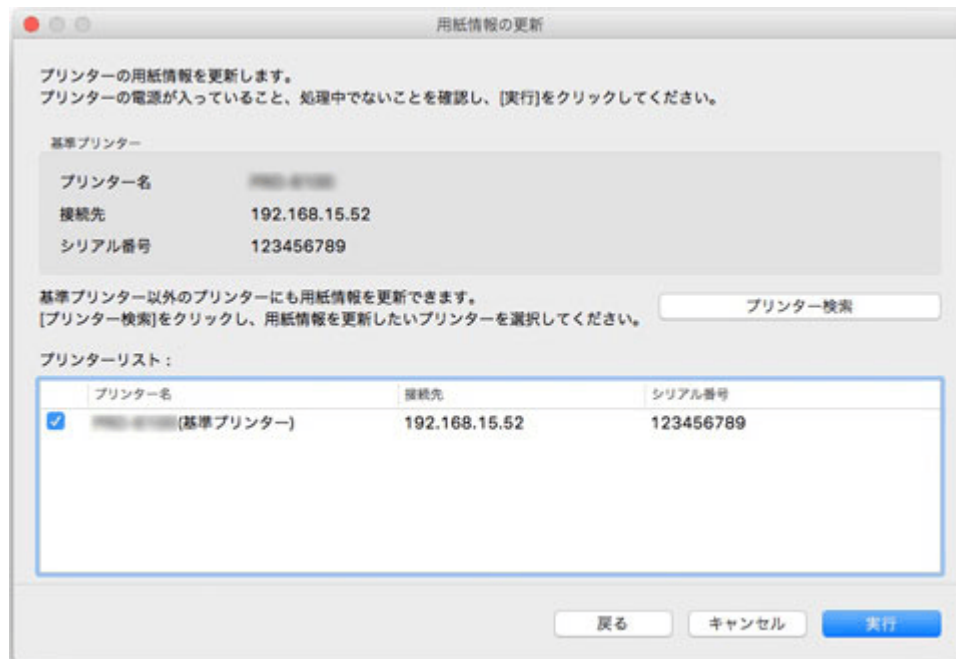 用紙情報の更新
プリンターの用紙情報を更新します。
プリンターの電源が入っていること、処理中でないことを確認し、[実行]をクリックしてください。
基準プリンター
プリンター名
接続先 192.168.15.52
シリアル番号 123456789
基準プリンター以外のプリンターにも用紙情報を更新できます。
[プリンター検索]をクリックし、用紙情報を更新したいプリンターを選択してください。
プリンター検索
プリンターリスト：
プリンター名 接続先 シリアル番号
(基準プリンター) 192.168.15.52 123456789
戻る キャンセル 実行